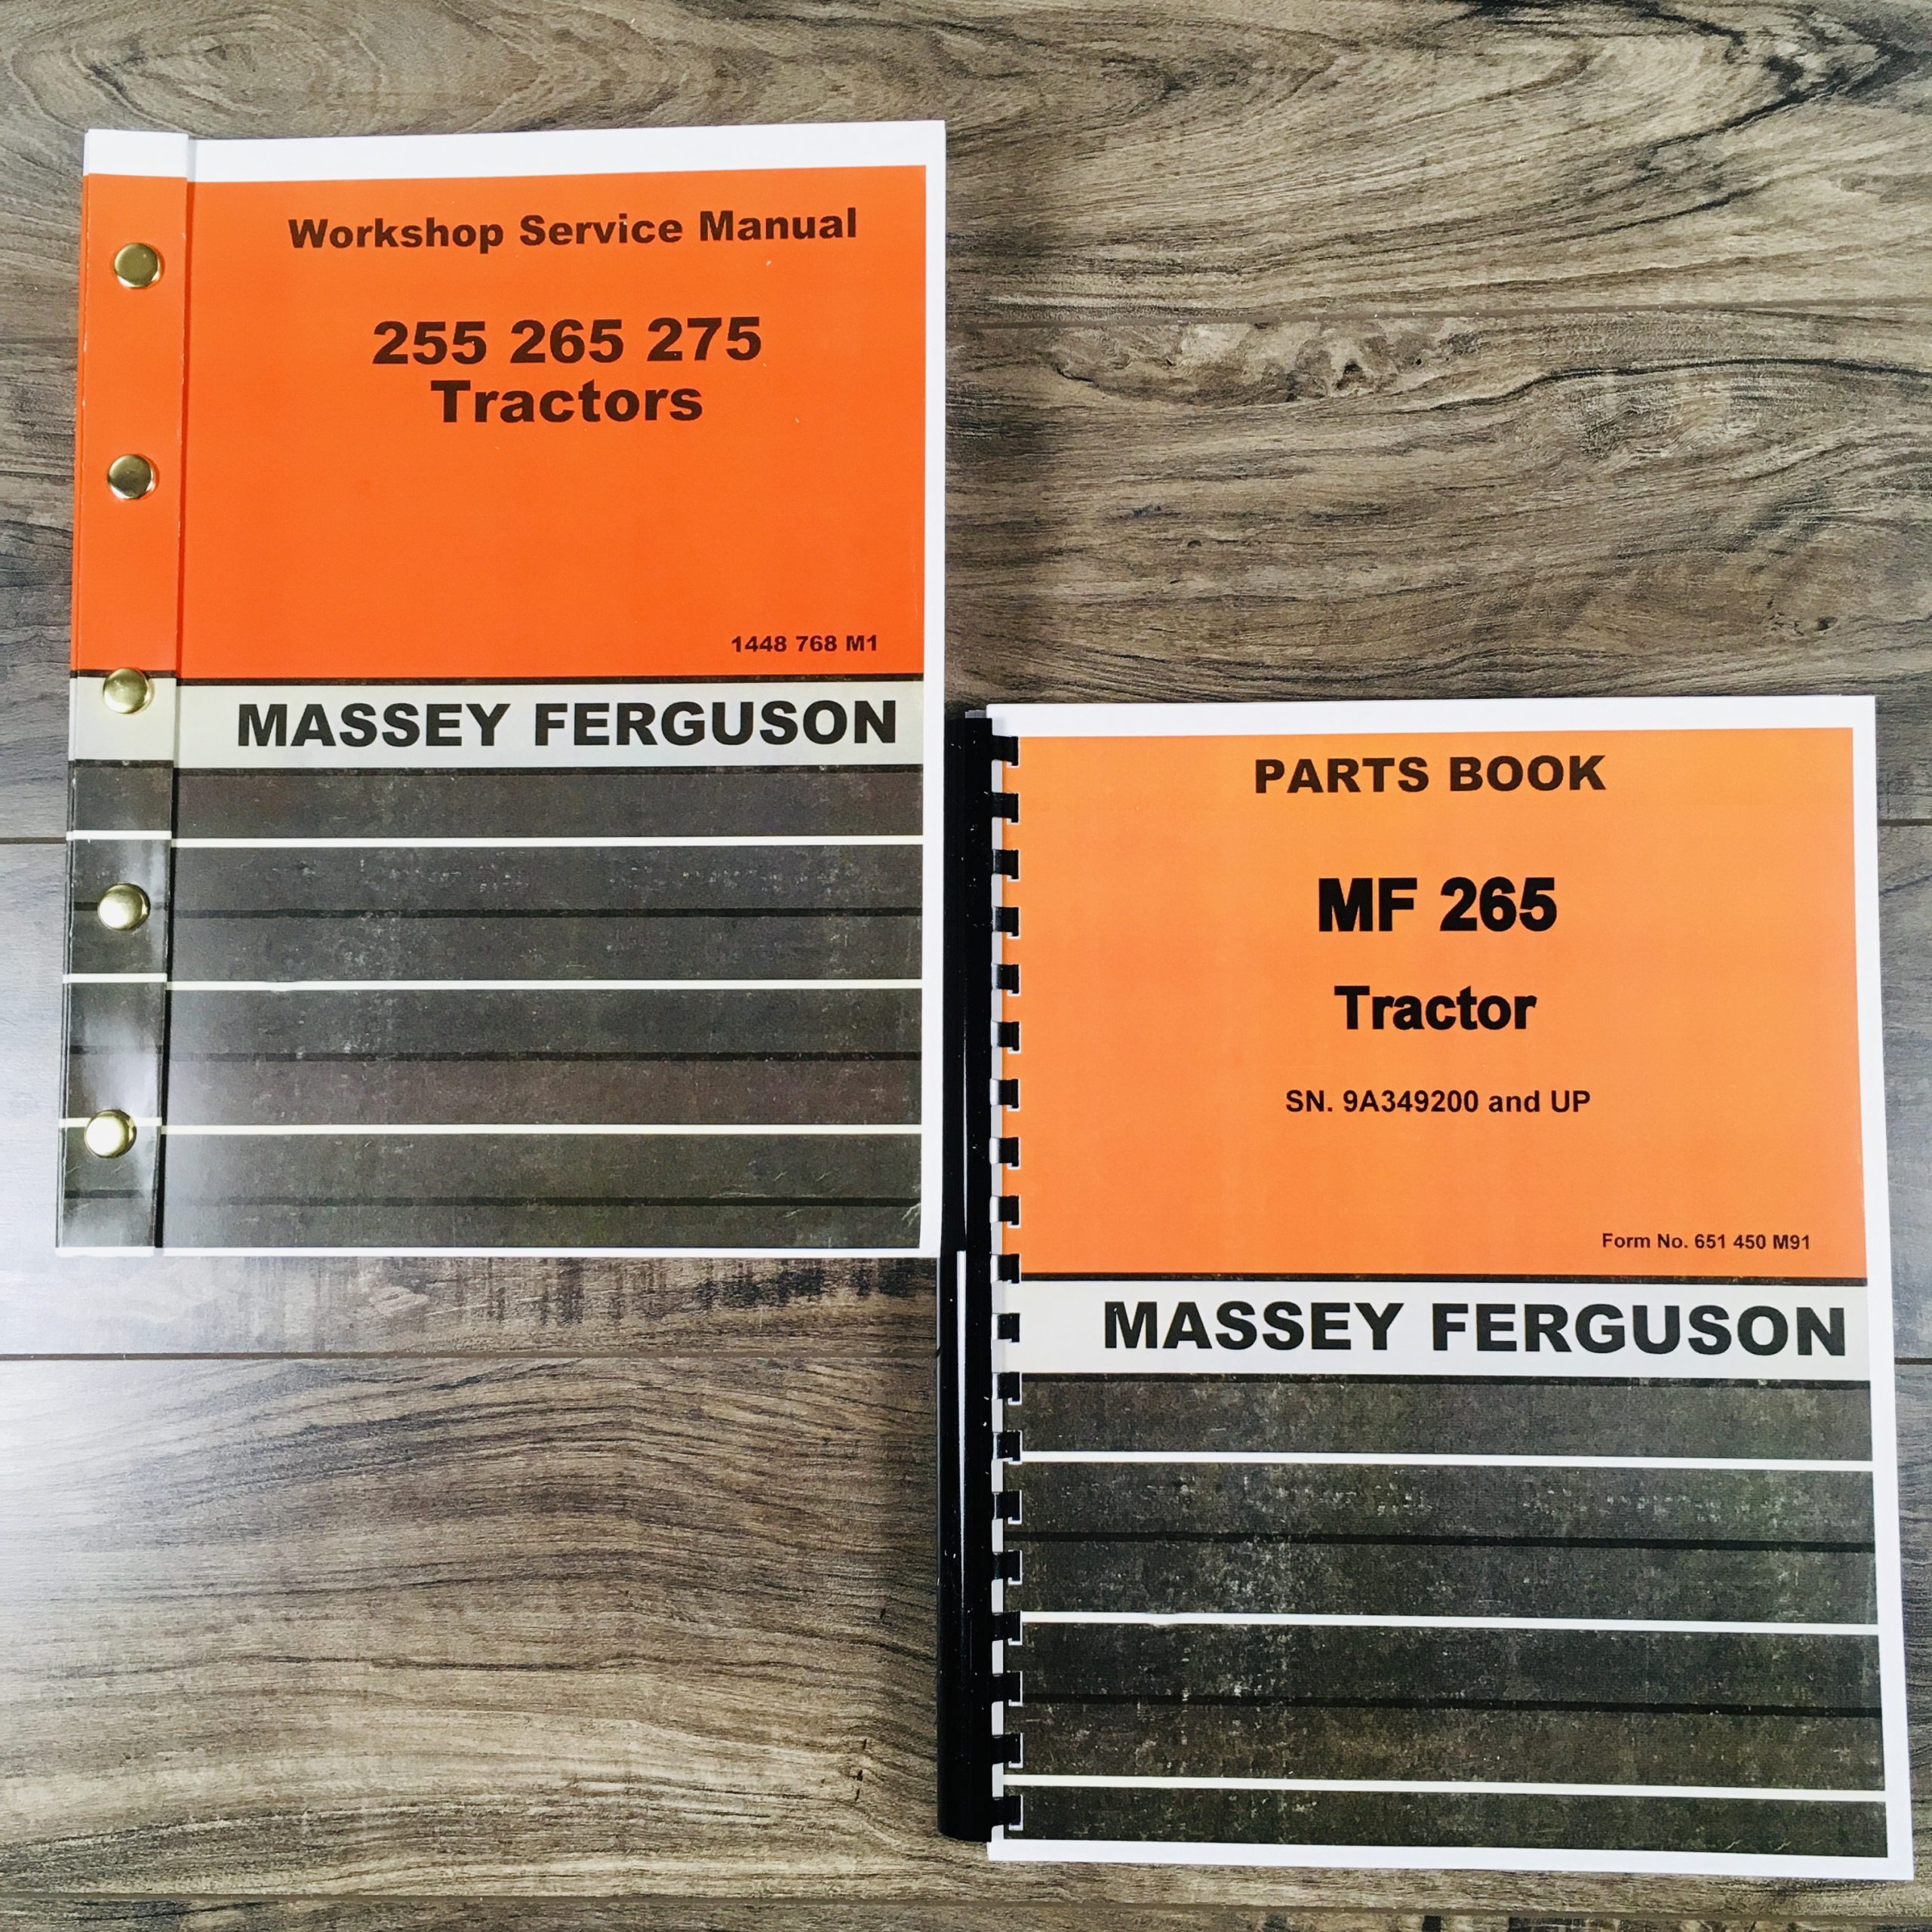 Workshop Service Manual
255 265 275
Tractors
1448 768 M1
MASSEY FERGUSON
PARTS BOOK
MF 265
Tractor
SN. 9A349200 and UP
Form No. 651 450 M91
MASSEY FERGUSON